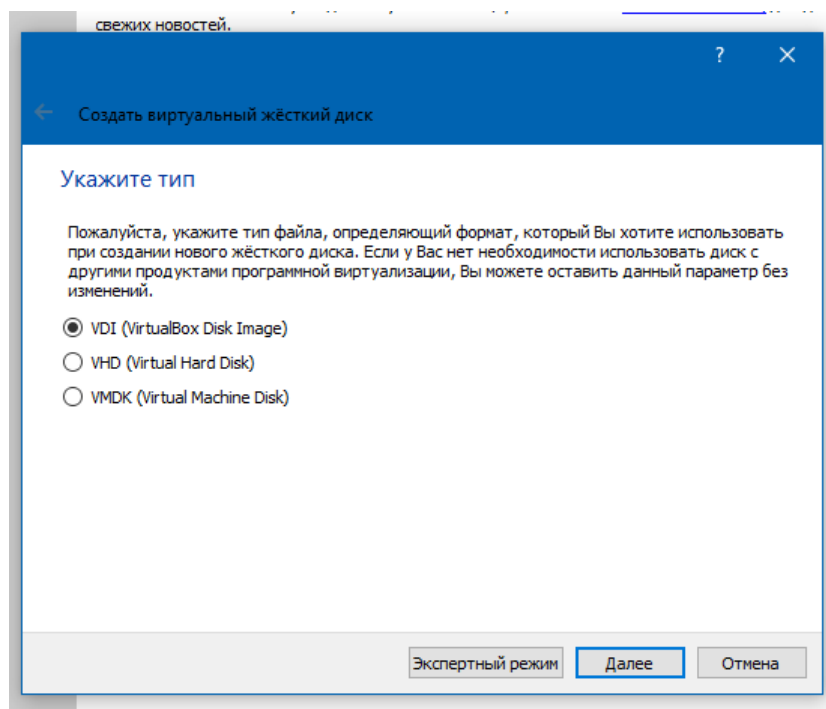 свежих новостей.
?
Создать виртуальный жёсткий диск
Укажите тип
Пожалуйста, укажите тип файла, определяющий формат, который Вы хотите использовать
при создании нового жёсткого диска. Если у Вас нет необходимости использовать диск с
другими продуктами программной виртуализации, Вы можете оставить данный параметр без
изменений.
VDI (VirtualBox Disk Image)
VHD (Virtual Hard Disk)
VMDK (Virtual Machine Disk)
Экспертный режим Далее Отмена